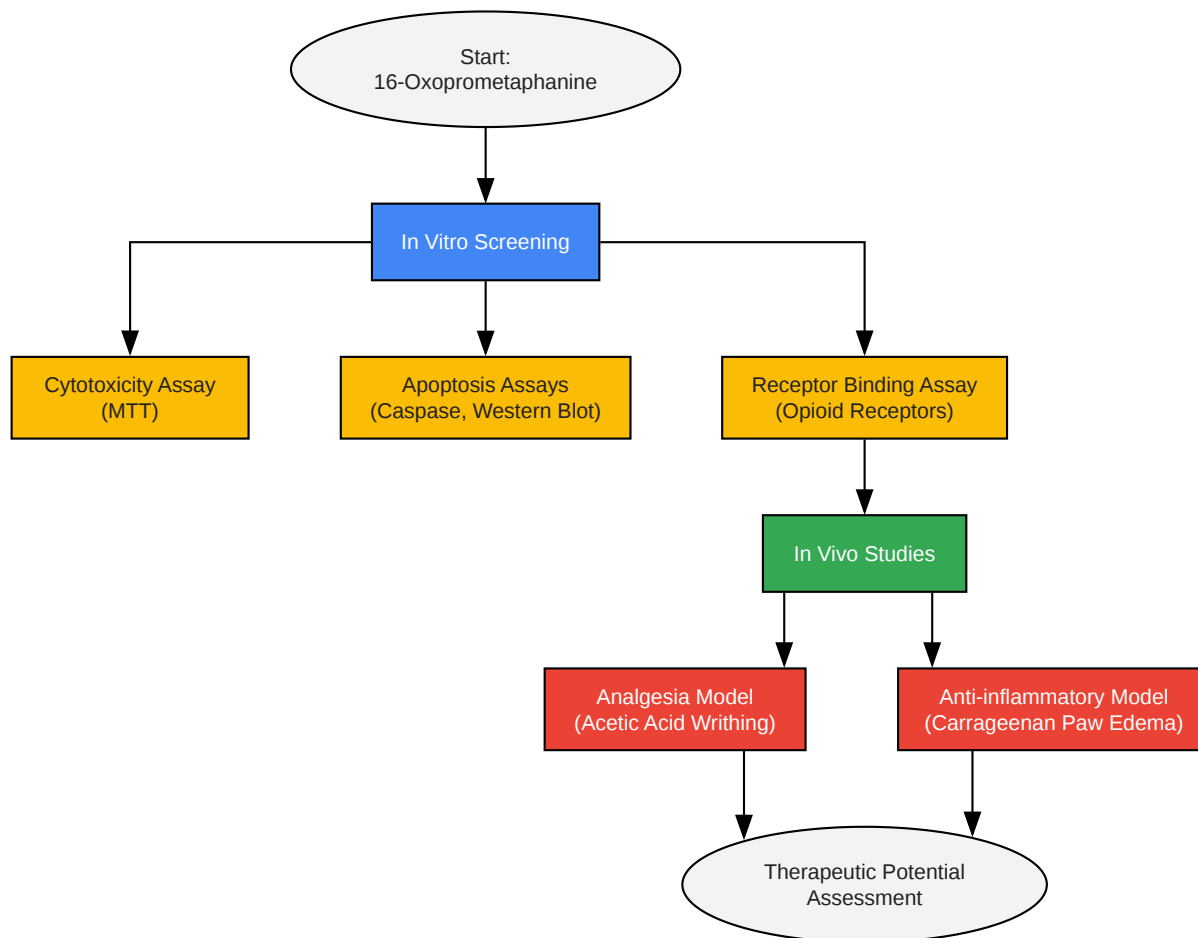 Start:
16-Oxoprometaphanine
In Vitro Screening
Cytotoxicity Assay
(MTT)
Apoptosis Assays
(Caspase, Western Blot)
Receptor Binding Assay
(Opioid Receptors)
In Vivo Studies
Analgesia Model
(Acetic Acid Writhing)
Anti-inflammatory Model
(Carrageenan Paw Edema)
Therapeutic Potential
Assessment